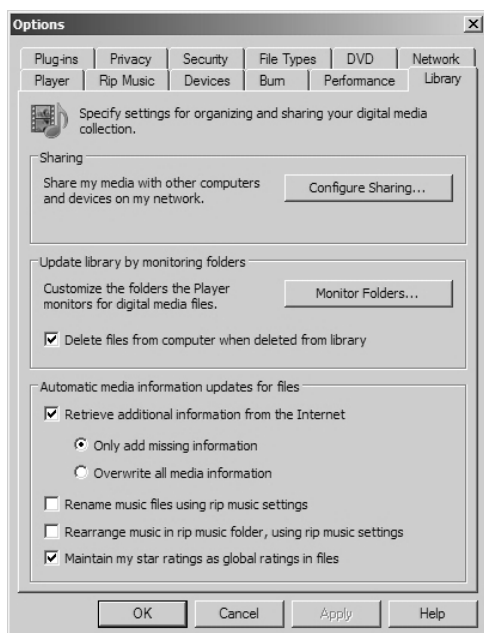 Options
Plug-ins Privacy Security File Types DVD Network
Player Rip Music Devices Burn Performance Library
Specify settings for organizing and sharing your digital media
collection.
Sharing
Share my media with other computers
and devices on my network.
Configure Sharing...
Update library by monitoring folders
Customize the folders the Player
monitors for digital media files.
Monitor Folders...
Delete files from computer when deleted from library
Automatic media information updates for files
Retrieve additional information from the Internet
Only add missing information
Overwrite all media information
Rename music files using rip music settings
Rearrange music in rip music folder, using rip music settings
Maintain my star ratings as global ratings in files
OK Cancel Apply Help